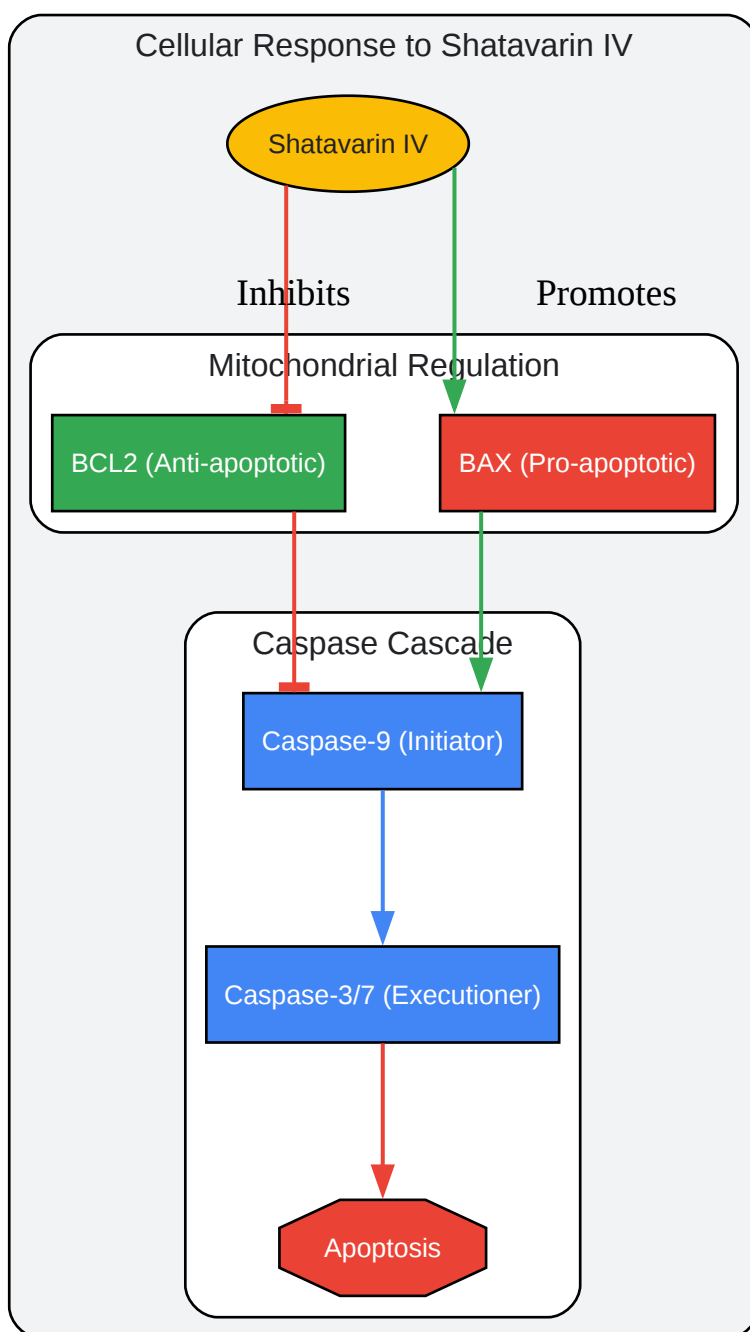 Cellular Response to Shatavarin IV
Shatavarin IV
Inhibits
Promotes
Mitochondrial Regulation
BCL2 (Anti-apoptotic)
BAX (Pro-apoptotic)
Caspase Cascade
Caspase-9 (Initiator)
Caspase-3/7 (Executioner)
Apoptosis